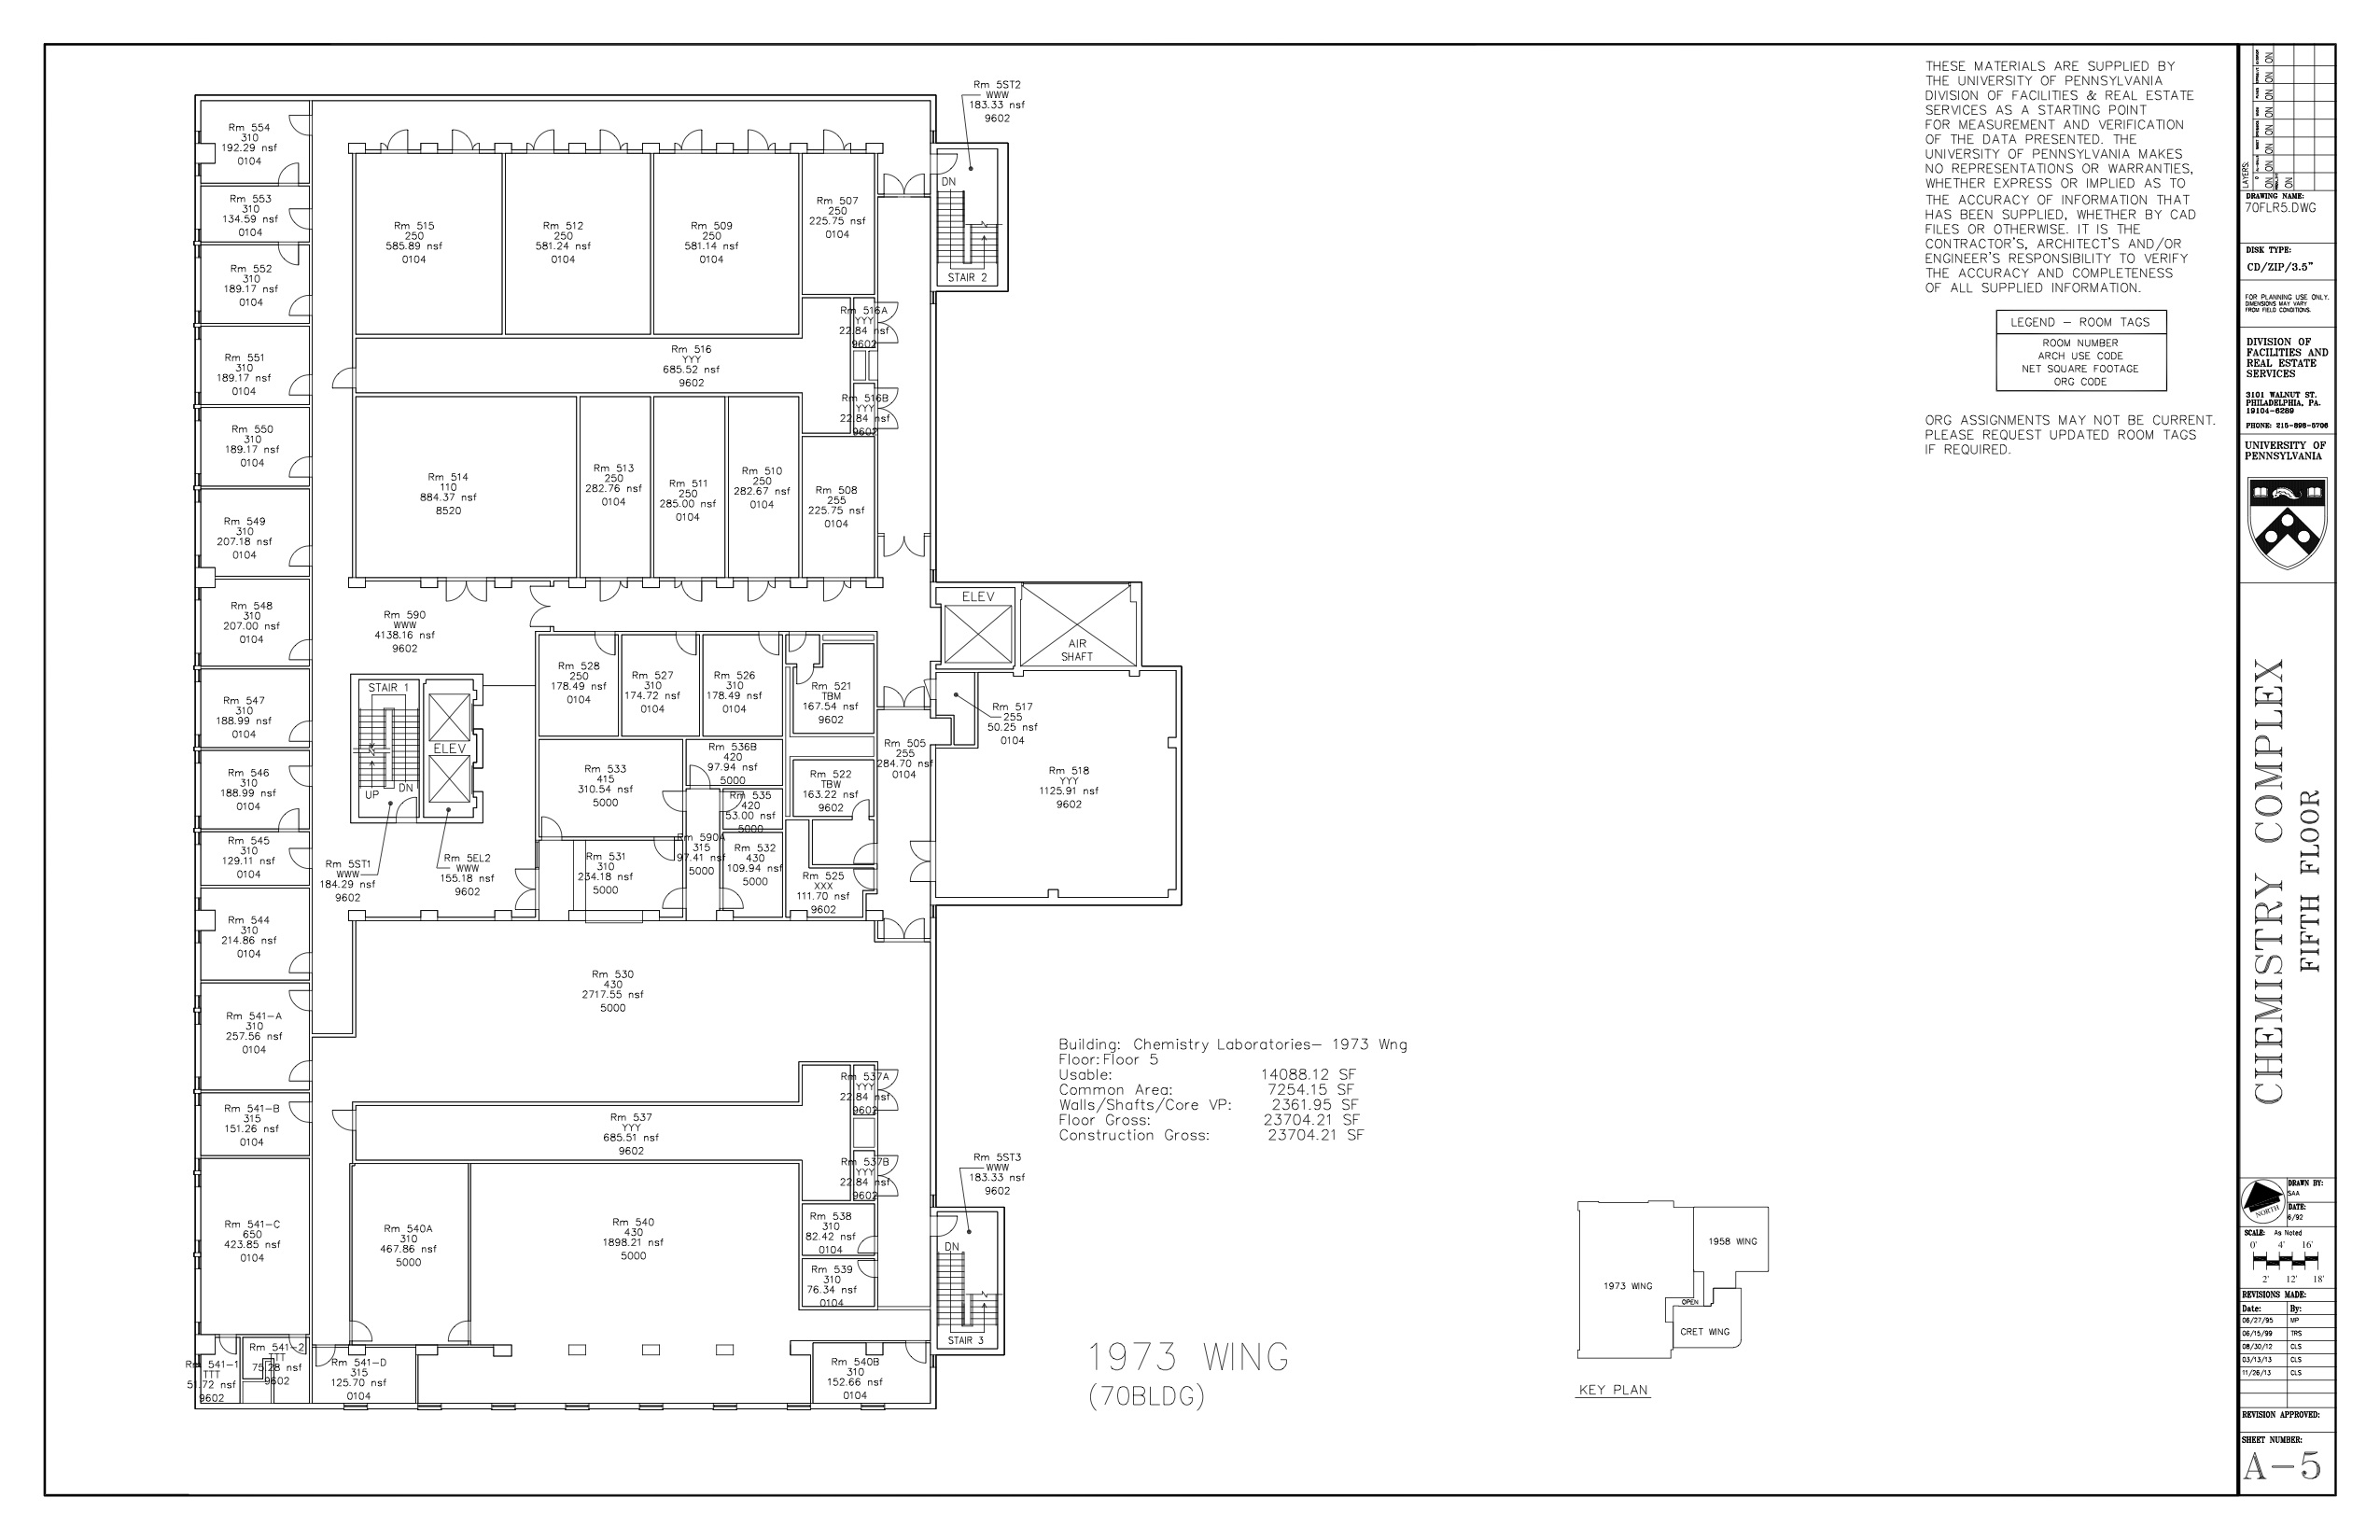 Rm 5ST2
WWW
183.33 nsf
9602
Rm 554
310
192.29 nsf
0104
Rm 553
310
134.59 nsf
0104
Rm 552
310
189.17 nsf
0104
Rm 551
310
189.17 nsf
0104
Rm 550
310
189.17 nsf
0104
Rm 549
310
207.18 nsf
0104
Rm 548
310
207.00 nsf
0104
Rm 547
310
188.99 nsf
0104
Rm 546
310
188.99 nsf
0104
Rm 545
310
129.11 nsf
0104
Rm 544
310
214.86 nsf
0104
Rm 541-A
310
257.56 nsf
0104
Rm 541-B
315
151.26 nsf
0104
Rm 541-C
650
423.85 nsf
0104
Rm 541-1
TTT
51.72 nsf
9602
Rm 541-2
TTT
75.28 nsf
9602
Rm 541-D
315
125.70 nsf
0104
Rm 515
250
585.89 nsf
0104
Rm 512
250
581.24 nsf
0104
Rm 509
250
581.14 nsf
0104
Rm 507
250
225.75 nsf
0104
DN
STAIR 2
Rm 516A
YYY
22.84 nsf
9602
Rm 516
YYY
685.52 nsf
9602
Rm 516B
YYY
22.84 nsf
9602
Rm 514
110
884.37 nsf
8520
Rm 513
250
282.76 nsf
0104
Rm 511
250
285.00 nsf
0104
Rm 510
250
282.67 nsf
0104
Rm 508
255
225.75 nsf
0104
Rm 590
WWW
4138.16 nsf
9602
ELEV
AIR
SHAFT
STAIR 1
ELEV
UP
DN
Rm 5ST1
WWW
184.29 nsf
9602
Rm 5EL2
WWW
155.18 nsf
9602
Rm 528
250
178.49 nsf
0104
Rm 527
310
174.72 nsf
0104
Rm 526
310
178.49 nsf
0104
Rm 521
TBM
167.54 nsf
9602
Rm 517
255
50.25 nsf
0104
Rm 505
255
284.70 nsf
0104
Rm 518
YYY
1125.91 nsf
9602
Rm 533
415
310.54 nsf
5000
Rm 536B
420
97.94 nsf
5000
Rm 535
420
53.00 nsf
5000
Rm 522
TBW
163.22 nsf
9602
Rm 590A
315
97.41 nsf
5000
Rm 532
430
109.94 nsf
5000
Rm 531
310
234.18 nsf
5000
Rm 525
XXX
111.70 nsf
9602
Rm 530
430
2717.55 nsf
5000
Rm 537A
YYY
22.84 nsf
9602
Rm 537
YYY
685.51 nsf
9602
Rm 537B
YYY
22.84 nsf
9602
Rm 5ST3
WWW
183.33 nsf
9602
Rm 540A
310
467.86 nsf
5000
Rm 540
430
1898.21 nsf
5000
Rm 538
310
82.42 nsf
0104
Rm 539
310
76.34 nsf
0104
DN
STAIR 3
Rm 540B
310
152.66 nsf
0104
Building: Chemistry Laboratories- 1973 Wng
Floor:Floor 5
Usable: 14088.12 SF
Common Area: 7254.15 SF
Walls/Shafts/Core VP: 2361.95 SF
Floor Gross: 23704.21 SF
Construction Gross: 23704.21 SF
1973 WING
(70BLDG)
1958 WING
1973 WING
OPEN
CRET WING
KEY PLAN
THESE MATERIALS ARE SUPPLIED BY
THE UNIVERSITY OF PENNSYLVANIA
DIVISION OF FACILITIES & REAL ESTATE
SERVICES AS A STARTING POINT
FOR MEASUREMENT AND VERIFICATION
OF THE DATA PRESENTED. THE
UNIVERSITY OF PENNSYLVANIA MAKES
NO REPRESENTATIONS OR WARRANTIES,
WHETHER EXPRESS OR IMPLIED AS TO
THE ACCURACY OF INFORMATION THAT
HAS BEEN SUPPLIED, WHETHER BY CAD
FILES OR OTHERWISE. IT IS THE
CONTRACTOR'S, ARCHITECT'S AND/OR
ENGINEER'S RESPONSIBILITY TO VERIFY
THE ACCURACY AND COMPLETENESS
OF ALL SUPPLIED INFORMATION.
LEGEND - ROOM TAGS
ROOM NUMBER
ARCH USE CODE
NET SQUARE FOOTAGE
ORG CODE
ORG ASSIGNMENTS MAY NOT BE CURRENT.
PLEASE REQUEST UPDATED ROOM TAGS
IF REQUIRED.
LAYERS:
0
ON ON ON ON ON ON
ON
DRAWING NAME:
70FLR5.DWG
DISK TYPE:
CD/ZIP/3.5"
FOR PLANNING USE ONLY.
DIMENSIONS MAY VARY
FROM FIELD CONDITIONS.
DIVISION OF
FACILITIES AND
REAL ESTATE
SERVICES
3101 WALNUT ST.
PHILADELPHIA, PA.
19104-6289
PHONE: 215-898-5706
UNIVERSITY OF
PENNSYLVANIA
CHEMISTRY COMPLEX
FIFTH FLOOR
NORTH
DRAWN BY:
SAA
DATE:
6/92
SCALE: As Noted
0' 4' 16'
2' 12' 18'
REVISIONS MADE:
Date: By:
06/27/95 MP
06/15/99 TRS
08/30/12 CLS
03/13/13 CLS
11/26/13 CLS
REVISION APPROVED:
SHEET NUMBER:
A-5